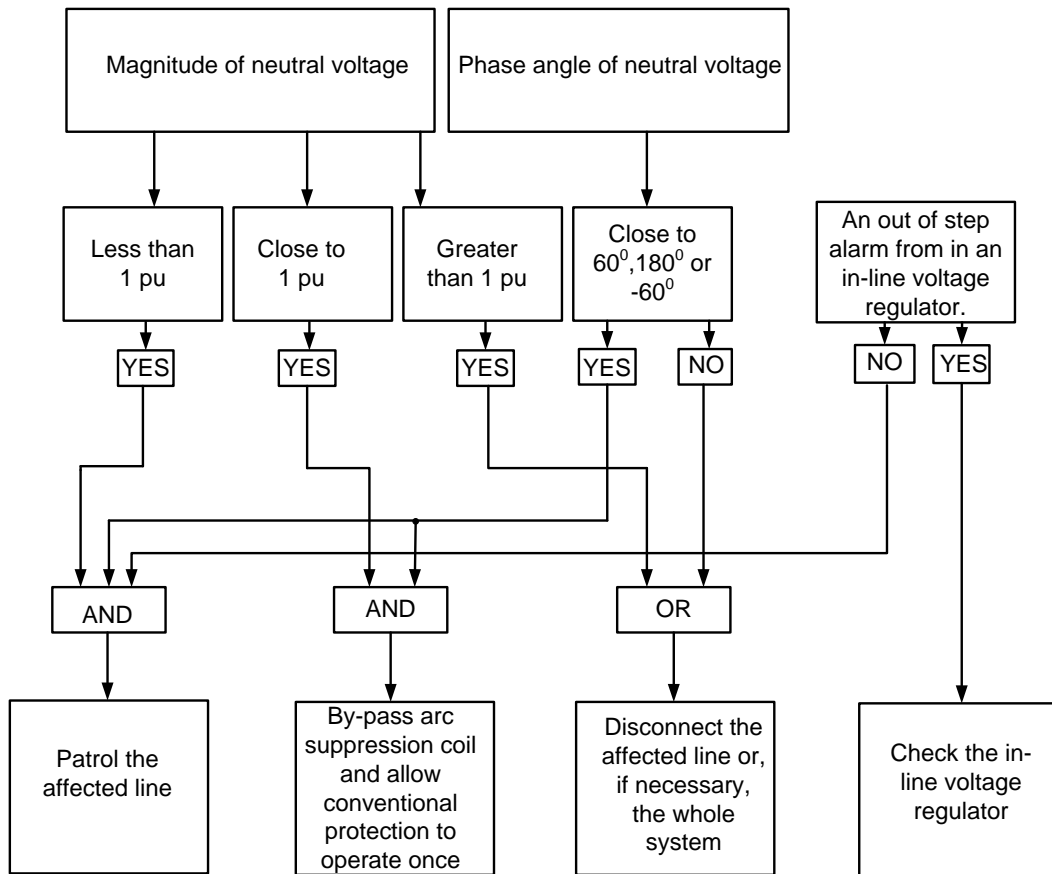 Magnitude of neutral voltage
Phase angle of neutral voltage
Less than
1 pu
Close to
1 pu
Greater
than 1 pu
Close to
60⁰,180⁰ or
-60⁰
An out of step
alarm from in an
in-line voltage
regulator.
YES
YES
YES
YES
NO
NO
YES
AND
AND
OR
Patrol the
affected line
By-pass arc
suppression coil
and allow
conventional
protection to
operate once
Disconnect the
affected line or,
if necessary,
the whole
system
Check the in-
line voltage
regulator